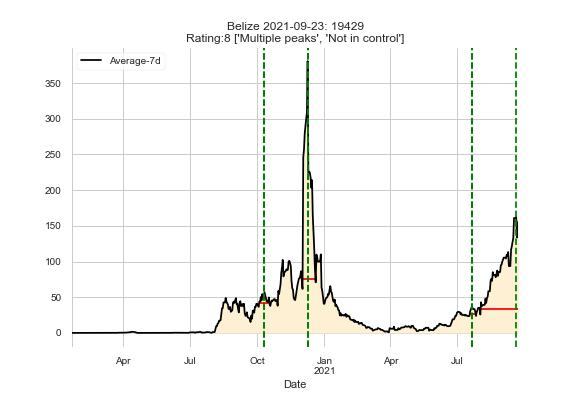 Belize 2021-09-23: 19429
Rating:8 ['Multiple peaks', 'Not in control']
Average-7d
350
300
250
200
150
100
50
0
Apr
Jul
Oct
Jan
2021
Apr
Jul
Date